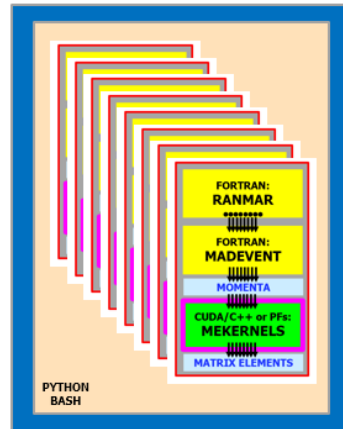 FORTRAN:
RANMAR
FORTRAN:
MADEVENT
MOMENTA
CUDA/C++ or PFs:
MEKERNELS
MATRIX ELEMENTS
PYTHON
BASH